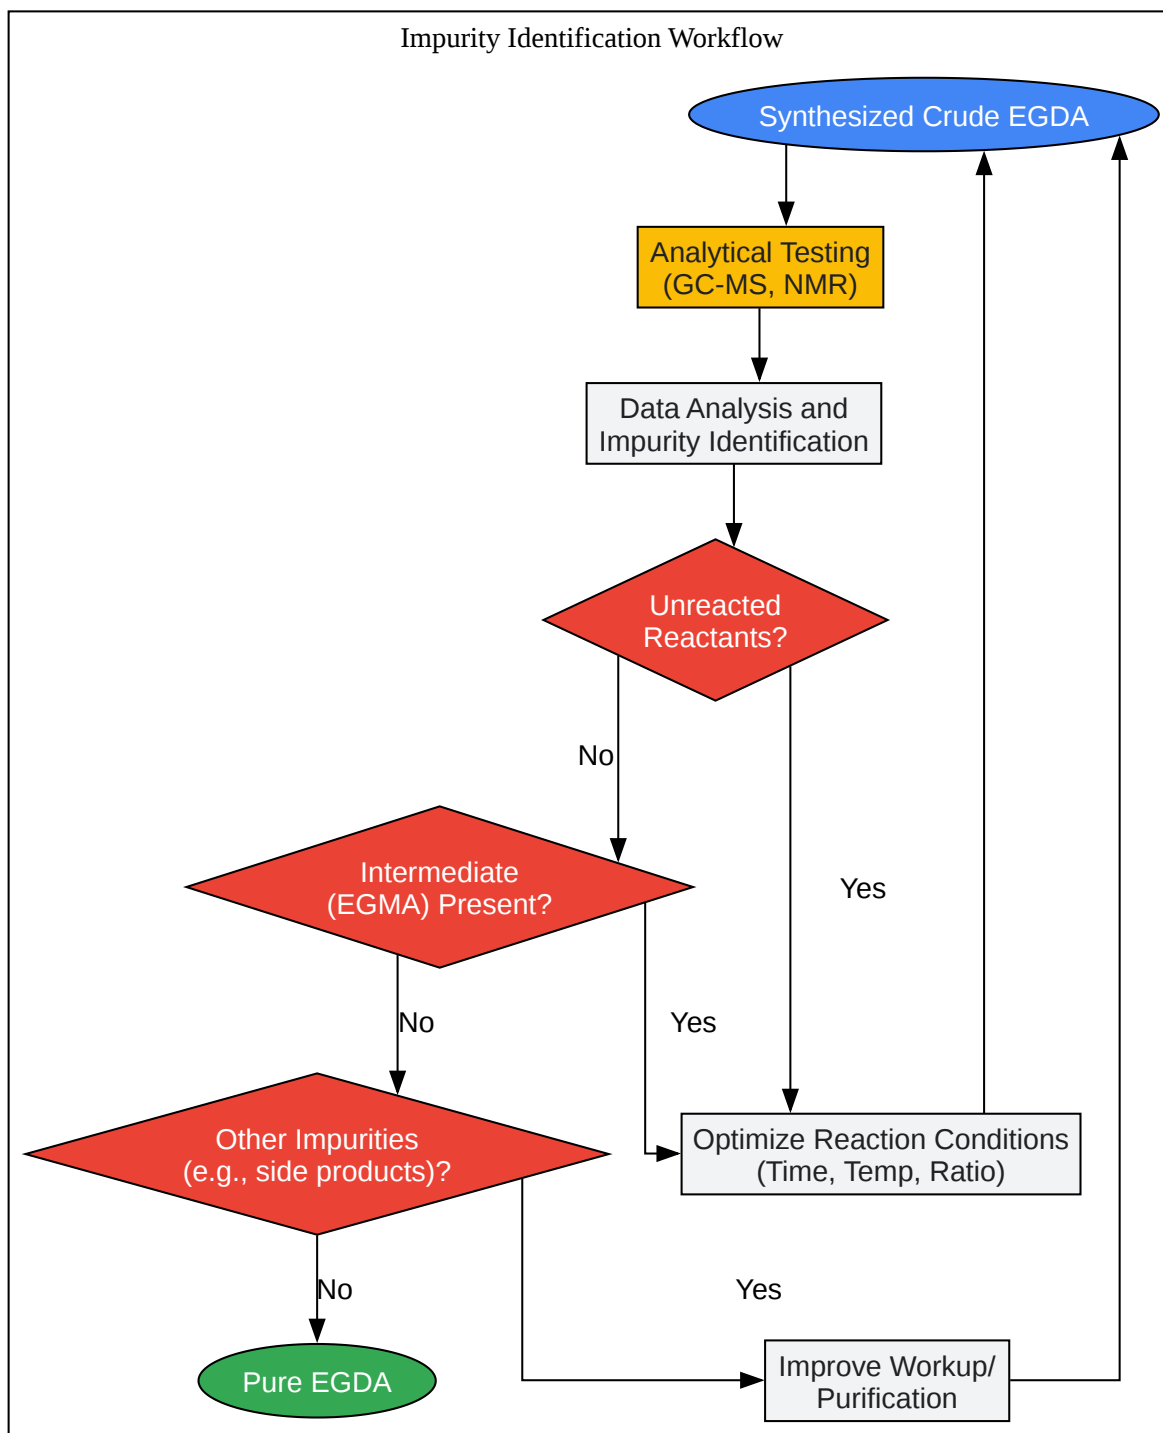 Impurity Identification Workflow
Synthesized Crude EGDA
Analytical Testing
(GC-MS, NMR)
Data Analysis and
Impurity Identification
Unreacted
Reactants?
No
Yes
Intermediate
(EGMA) Present?
No
Yes
Other Impurities
(e.g., side products)?
Optimize Reaction Conditions
(Time, Temp, Ratio)
No
Yes
Pure EGDA
Improve Workup/
Purification